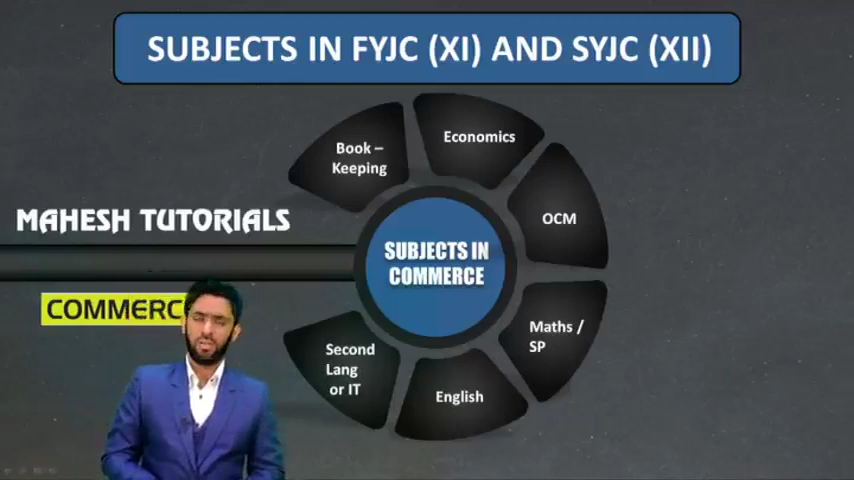 SUBJECTS IN FYJC (XI) AND SYJC (XII)
Book –
Keeping
Economics
OCM
MAHESH TUTORIALS
SUBJECTS IN
COMMERCE
COMMERC
Maths /
SP
Second
Lang
or IT
English